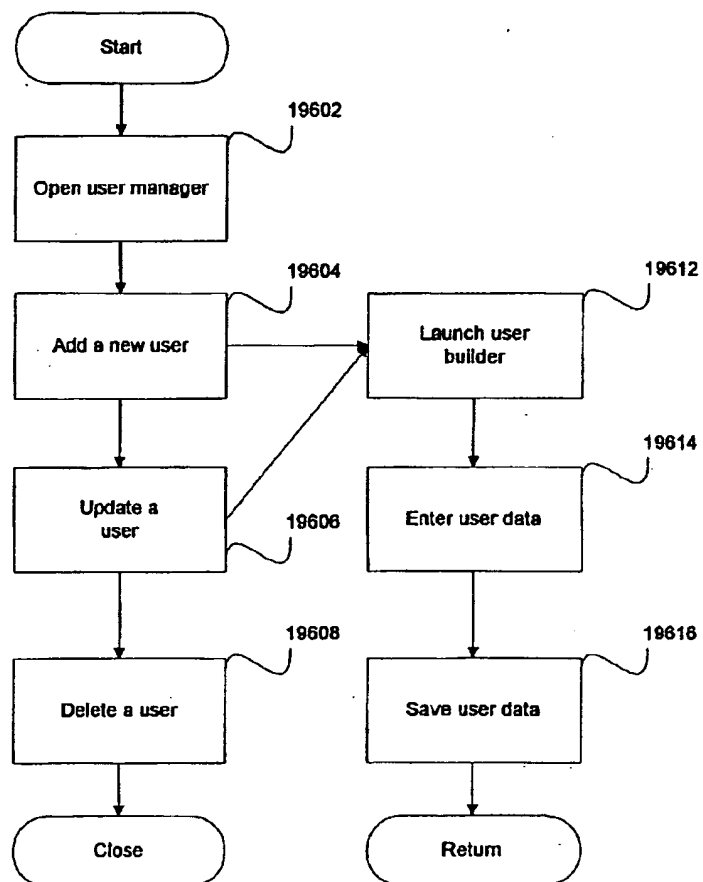 Start
19602
Open user manager
19604
Add a new user
19612
Launch user
builder
19614
Update a
user
19606
Enter user data
19608
Delete a user
19616
Save user data
Close
Return